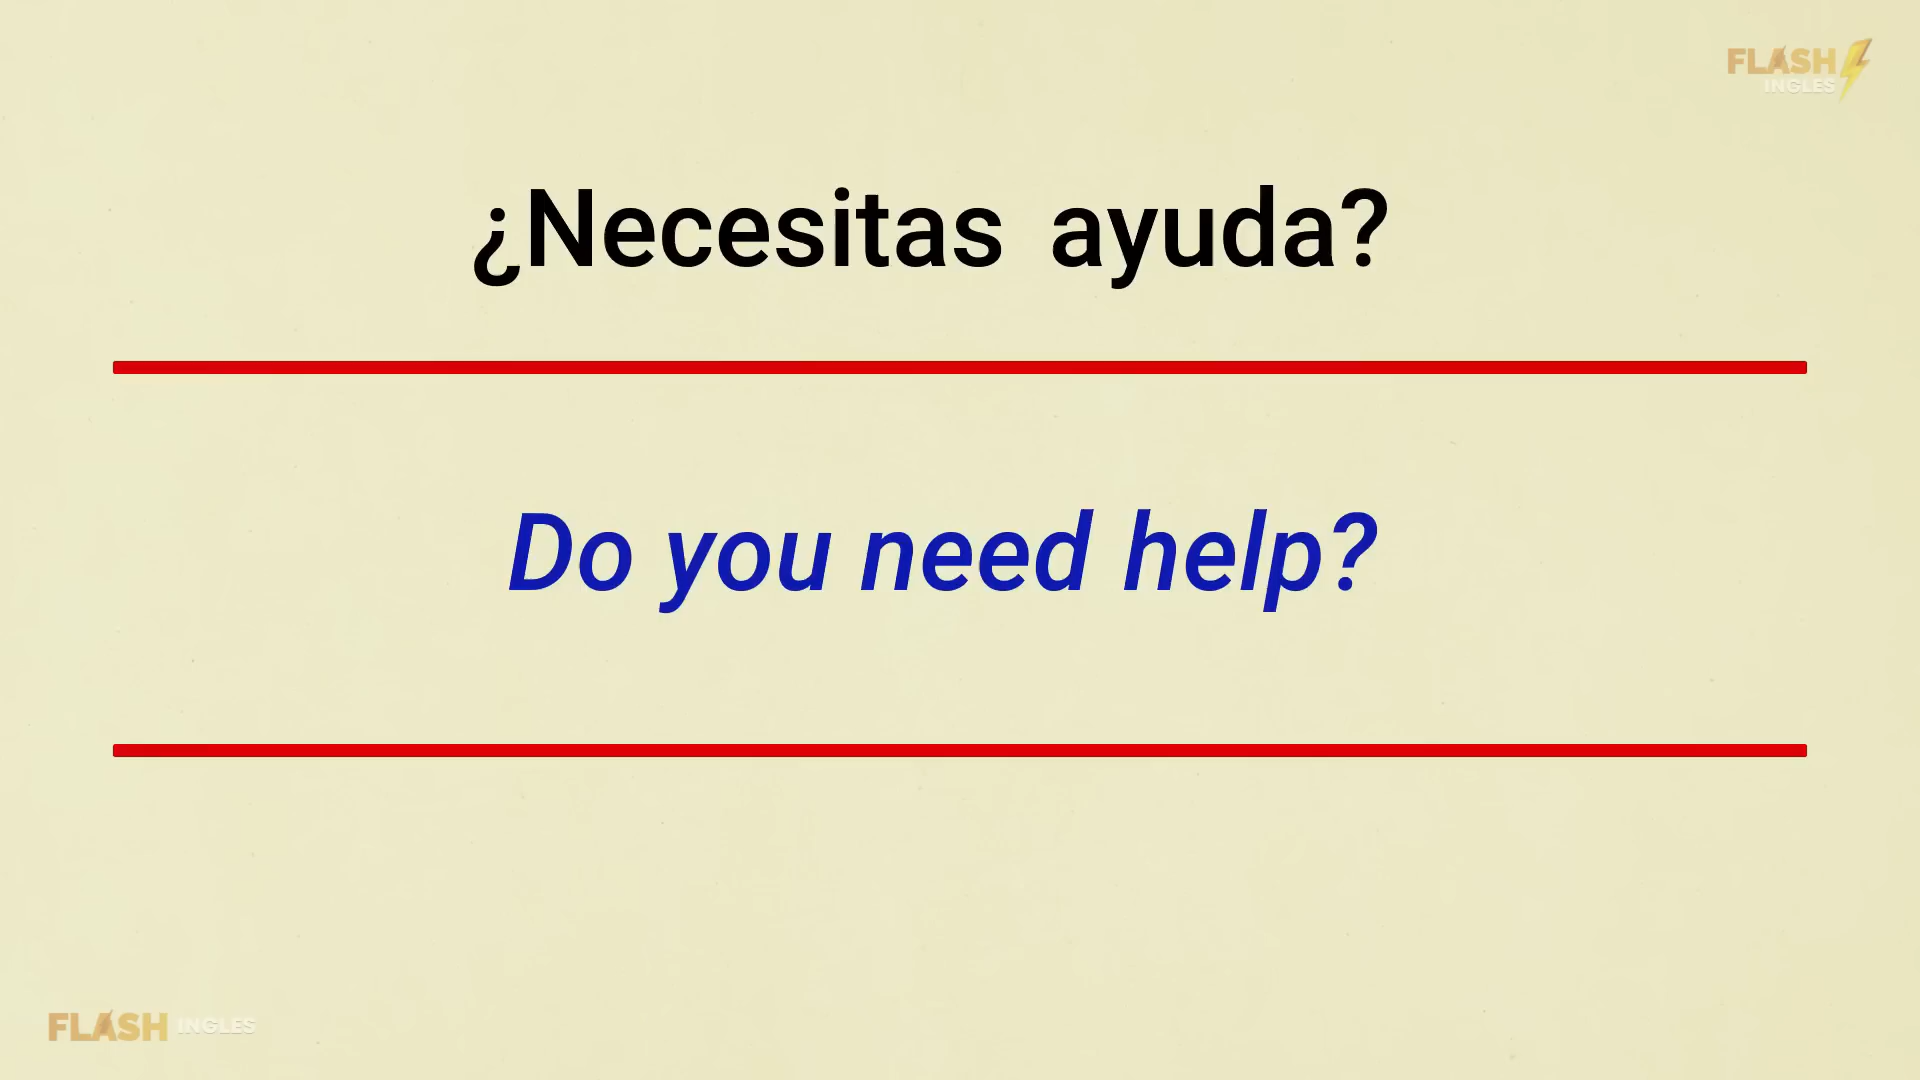 FLASH
INGLES
¿Necesitas ayuda?
Do you need help?
FLASH INGLES